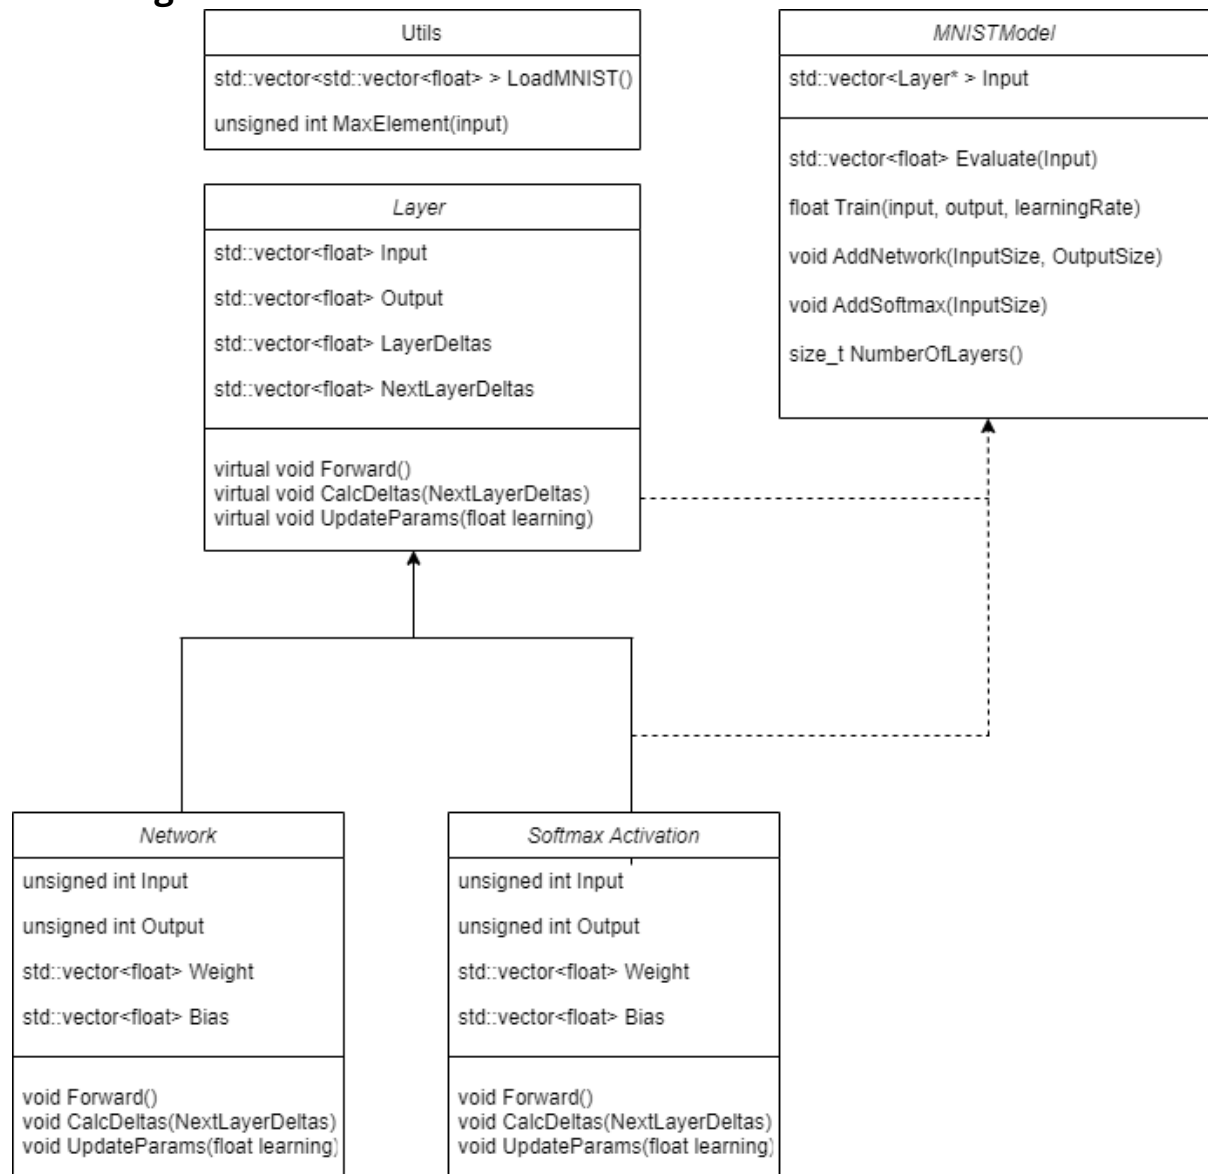 g
Utils
std::vector<std::vector<float> > LoadMNIST()
unsigned int MaxElement(input)
MNISTModel
std::vector<Layer* > Input
std::vector<float> Evaluate(Input)
float Train(input, output, learningRate)
void AddNetwork(InputSize, OutputSize)
void AddSoftmax(InputSize)
size_t NumberOfLayers()
Layer
std::vector<float> Input
std::vector<float> Output
std::vector<float> LayerDeltas
std::vector<float> NextLayerDeltas
virtual void Forward()
virtual void CalcDeltas(NextLayerDeltas)
virtual void UpdateParams(float learning)
Network
unsigned int Input
unsigned int Output
std::vector<float> Weight
std::vector<float> Bias
void Forward()
void CalcDeltas(NextLayerDeltas)
void UpdateParams(float learning)
Softmax Activation
unsigned int Input
unsigned int Output
std::vector<float> Weight
std::vector<float> Bias
void Forward()
void CalcDeltas(NextLayerDeltas)
void UpdateParams(float learning)